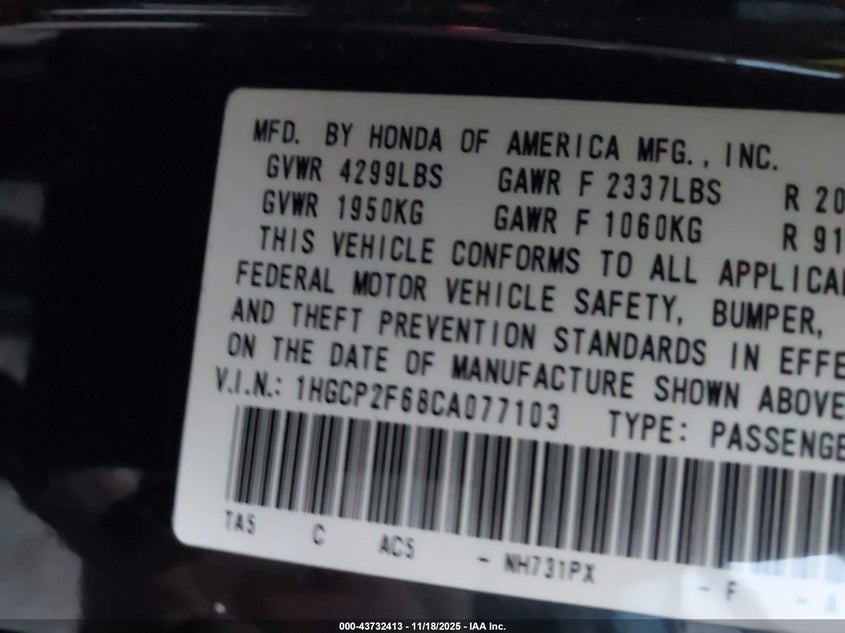 MFD. BY HONDA OF AMERICA MFG., INC.
GVWR 4299LBS GAWR F 2337LBS R 20
GVWR 1950KG GAWR F 1060KG R 91
THIS VEHICLE CONFORMS TO ALL APPLICA
FEDERAL MOTOR VEHICLE SAFETY, BUMPER,
AND THEFT PREVENTION STANDARDS IN EFFE
ON THE DATE OF MANUFACTURE SHOWN ABOVE
V.I.N.: 1HGCP2F68CA077103 TYPE: PASSENGE
TA5 C AC5 - NH731PX - F - A
000-43732413 - 11/18/2025 - IAA Inc.